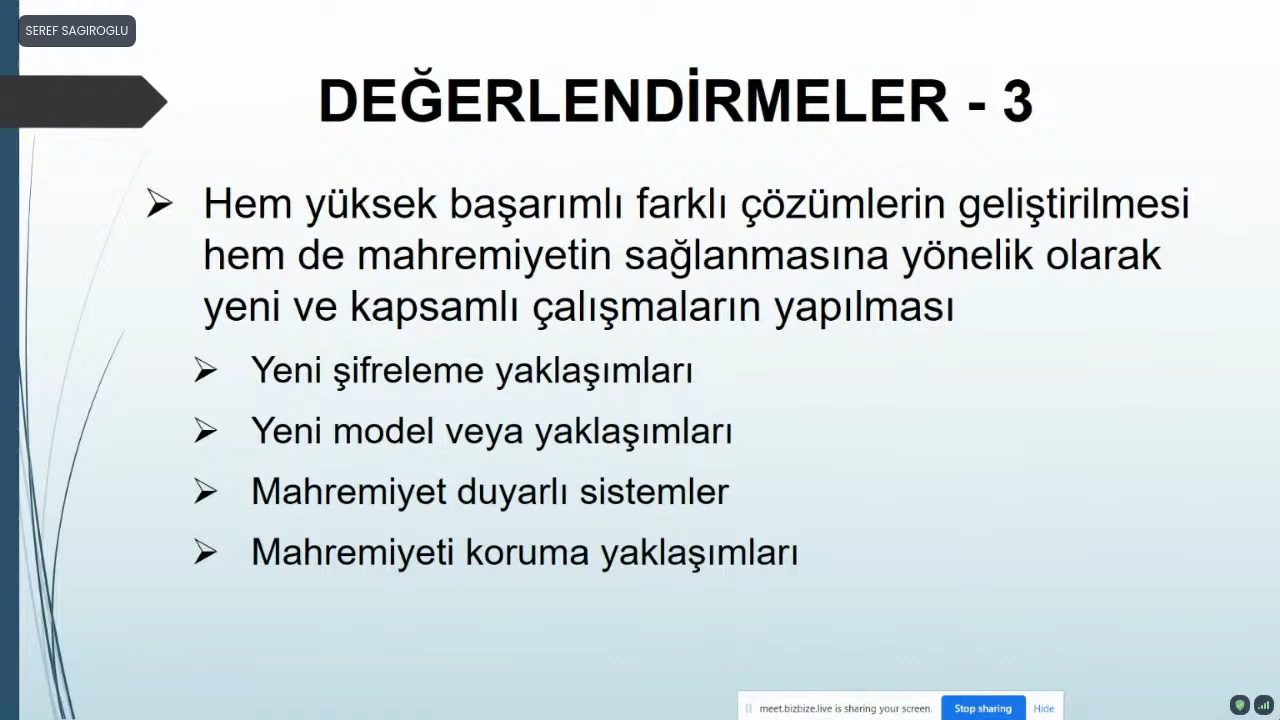 SEREF SAGIROGLU
DEĞERLENDİRMELER - 3
➢ Hem yüksek başarımlı farklı çözümlerin geliştirilmesi
hem de mahremiyetin sağlanmasına yönelik olarak
yeni ve kapsamlı çalışmaların yapılması
➢ Yeni şifreleme yaklaşımları
➢ Yeni model veya yaklaşımları
➢ Mahremiyet duyarlı sistemler
➢ Mahremiyeti koruma yaklaşımları
meet.bizbize.live is sharing your screen. Stop sharing Hide